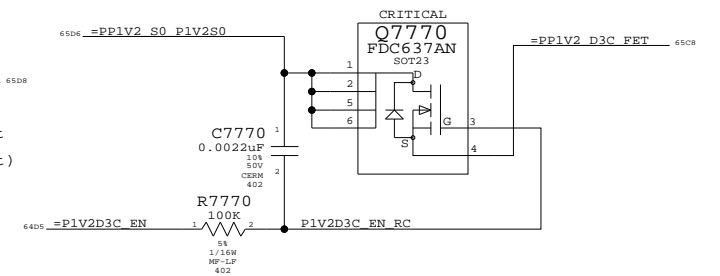 CRITICAL
Q7770
FDC637AN
SOT23
65D6 =PP1V2_S0_P1V2S0
=PP1V2_D3C_FET 65C8
65D8
1
2
5
6
D
G
S
3
4
t
t)
C7770
0.0022uF
10%
50V
CERM
402
1
2
R7770
100K
64D5 =P1V2D3C_EN
1
2
P1V2D3C_EN_RC
5%
1/16W
MF-LF
402